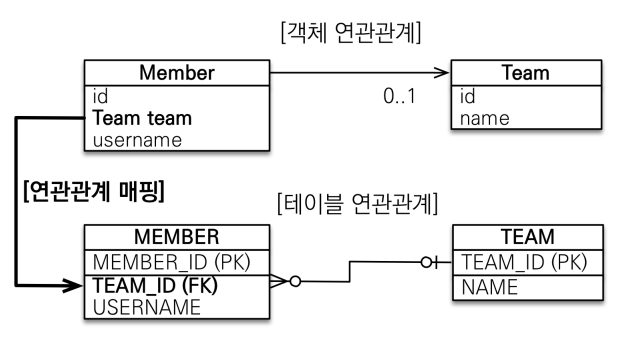 [객체 연관관계]
Member
id
Team team
username
0..1
Team
id
name
[연관관계 매핑]
[테이블 연관관계]
MEMBER
MEMBER_ID (PK)
TEAM_ID (FK)
USERNAME
TEAM
TEAM_ID (PK)
NAME